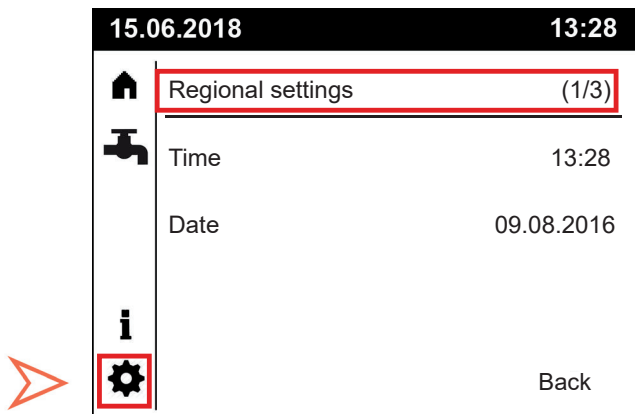 15.06.2018 13:28
Regional settings (1/3)
Time 13:28
Date 09.08.2016
i
Back